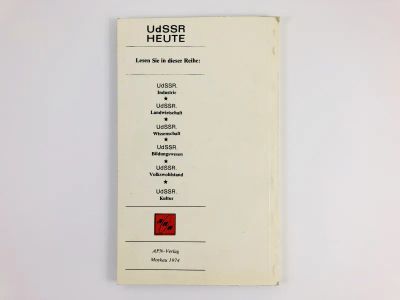 UdSSR
HEUTE
Lesen Sie in dieser Reihe:
UdSSR.
Industrie
★
UdSSR.
Landwirtschaft
★
UdSSR.
Wissenschaft
★
UdSSR.
Bildungswesen
★
UdSSR.
Volkswohlstand
★
UdSSR.
Kultur
APN-Verlag
Moskau 1974